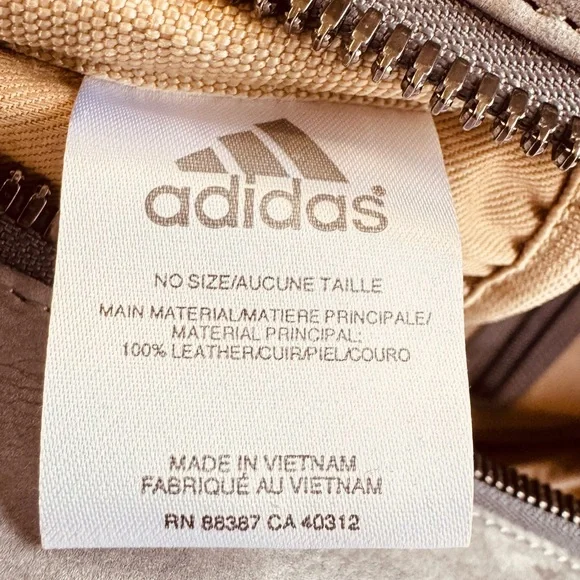 adidas®
NO SIZE/AUCUNE TAILLE
MAIN MATERIAL/MATIERE PRINCIPALE/
MATERIAL PRINCIPAL:
100% LEATHER/CUIR/PIEL/COURO
MADE IN VIETNAM
FABRIQUÉ AU VIETNAM
RN 88387 CA 40312